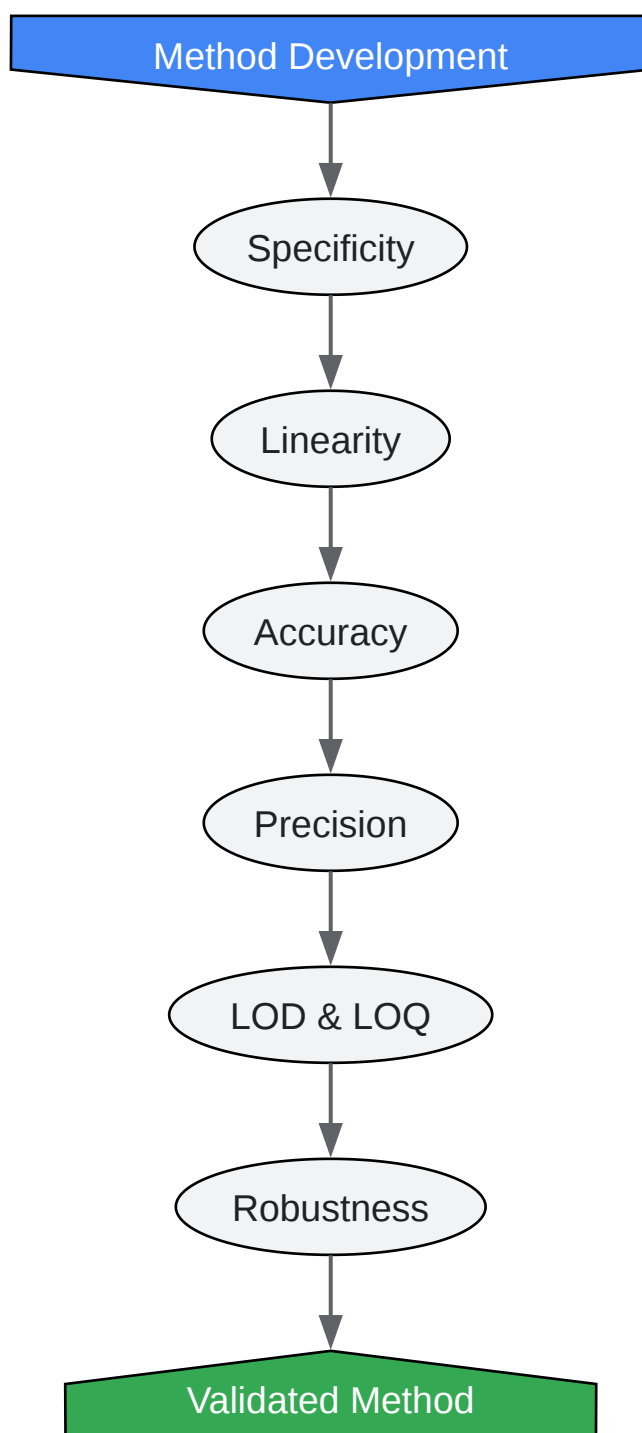 Method Development
Specificity
Linearity
Accuracy
Precision
LOD & LOQ
Robustness
Validated Method